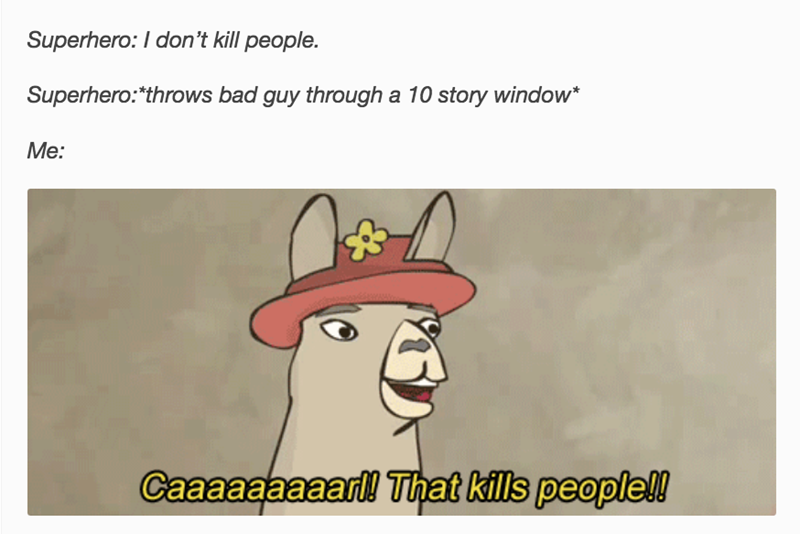 Superhero: I don’t kill people.
Superhero:*throws bad guy through a 10 story window*
Me:
Caaaaaaaaarl! That kills people!!